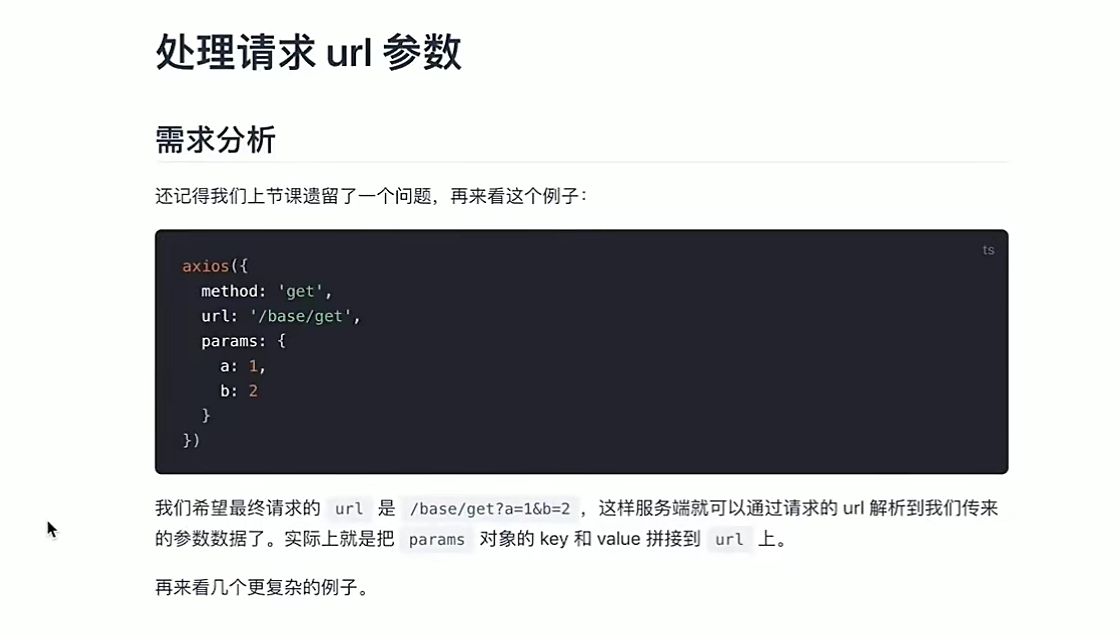 处理请求 url 参数
需求分析
还记得我们上节课遗留了一个问题，再来看这个例子：
ts
axios({
  method: 'get',
  url: '/base/get',
  params: {
    a: 1,
    b: 2
  }
})
我们希望最终请求的 url 是 /base/get?a=1&b=2 ，这样服务端就可以通过请求的 url 解析到我们传来
的参数数据了。实际上就是把 params 对象的 key 和 value 拼接到 url 上。
再来看几个更复杂的例子。